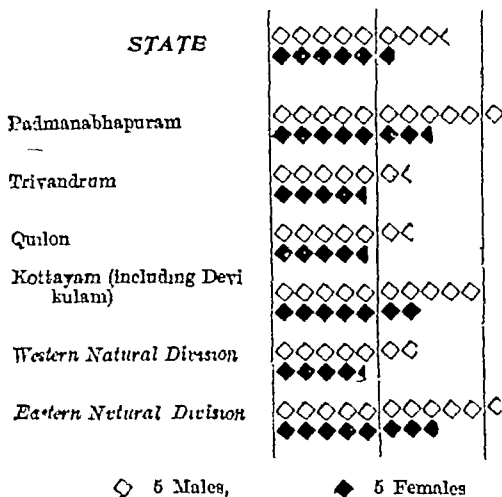 STATE
Padmanabhapuram
Trivandrum
Quilon
Kottayam (including Devi
kulam)
Western Natural Division
Eastern Natural Division
5 Males, 5 Females